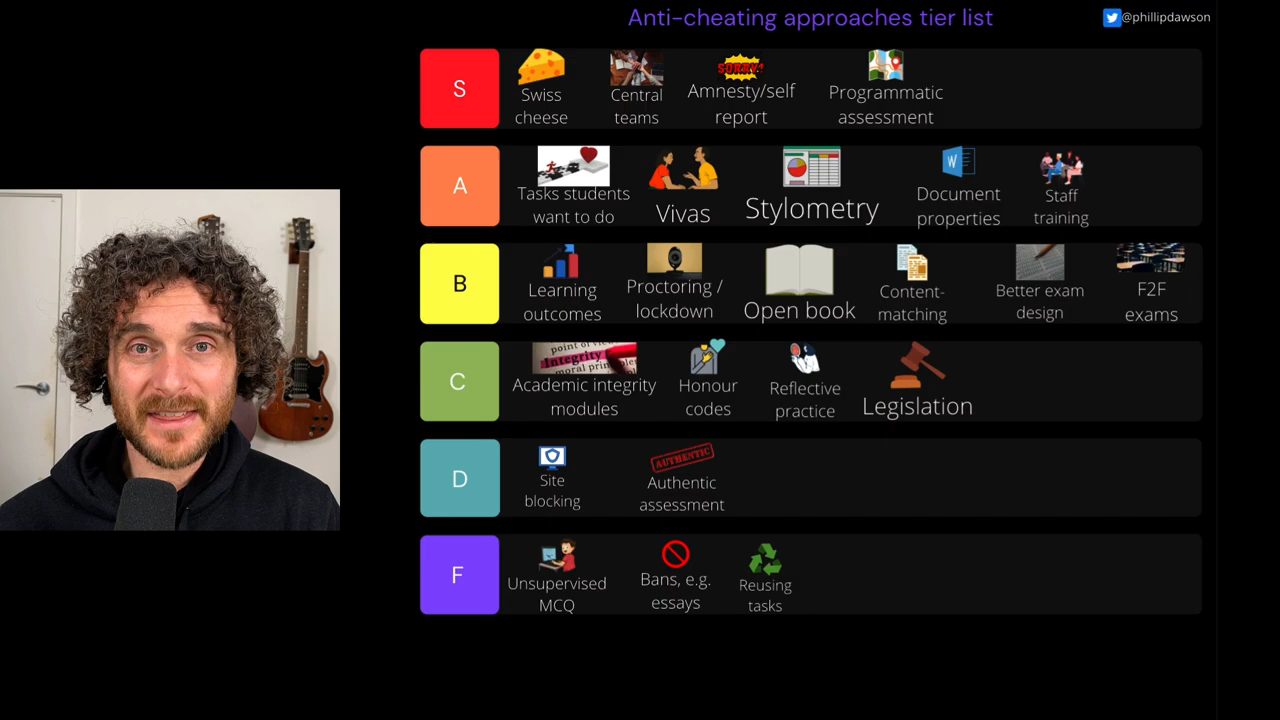 Anti-cheating approaches tier list
@phillipdawson
S
Swiss
cheese
Central
teams
SORRY!
Amnesty/self
report
Programmatic
assessment
A
Tasks students
want to do
Vivas
Stylometry
W
Document
properties
Staff
training
B
Learning
outcomes
Proctoring /
lockdown
Open book
Content-
matching
Better exam
design
F2F
exams
C
Integrity
moral prin
Academic integrity
modules
Honour
codes
Reflective
practice
Legislation
D
Site
blocking
AUTHENTIC
Authentic
assessment
F
Unsupervised
MCQ
Bans, e.g.
essays
Reusing
tasks